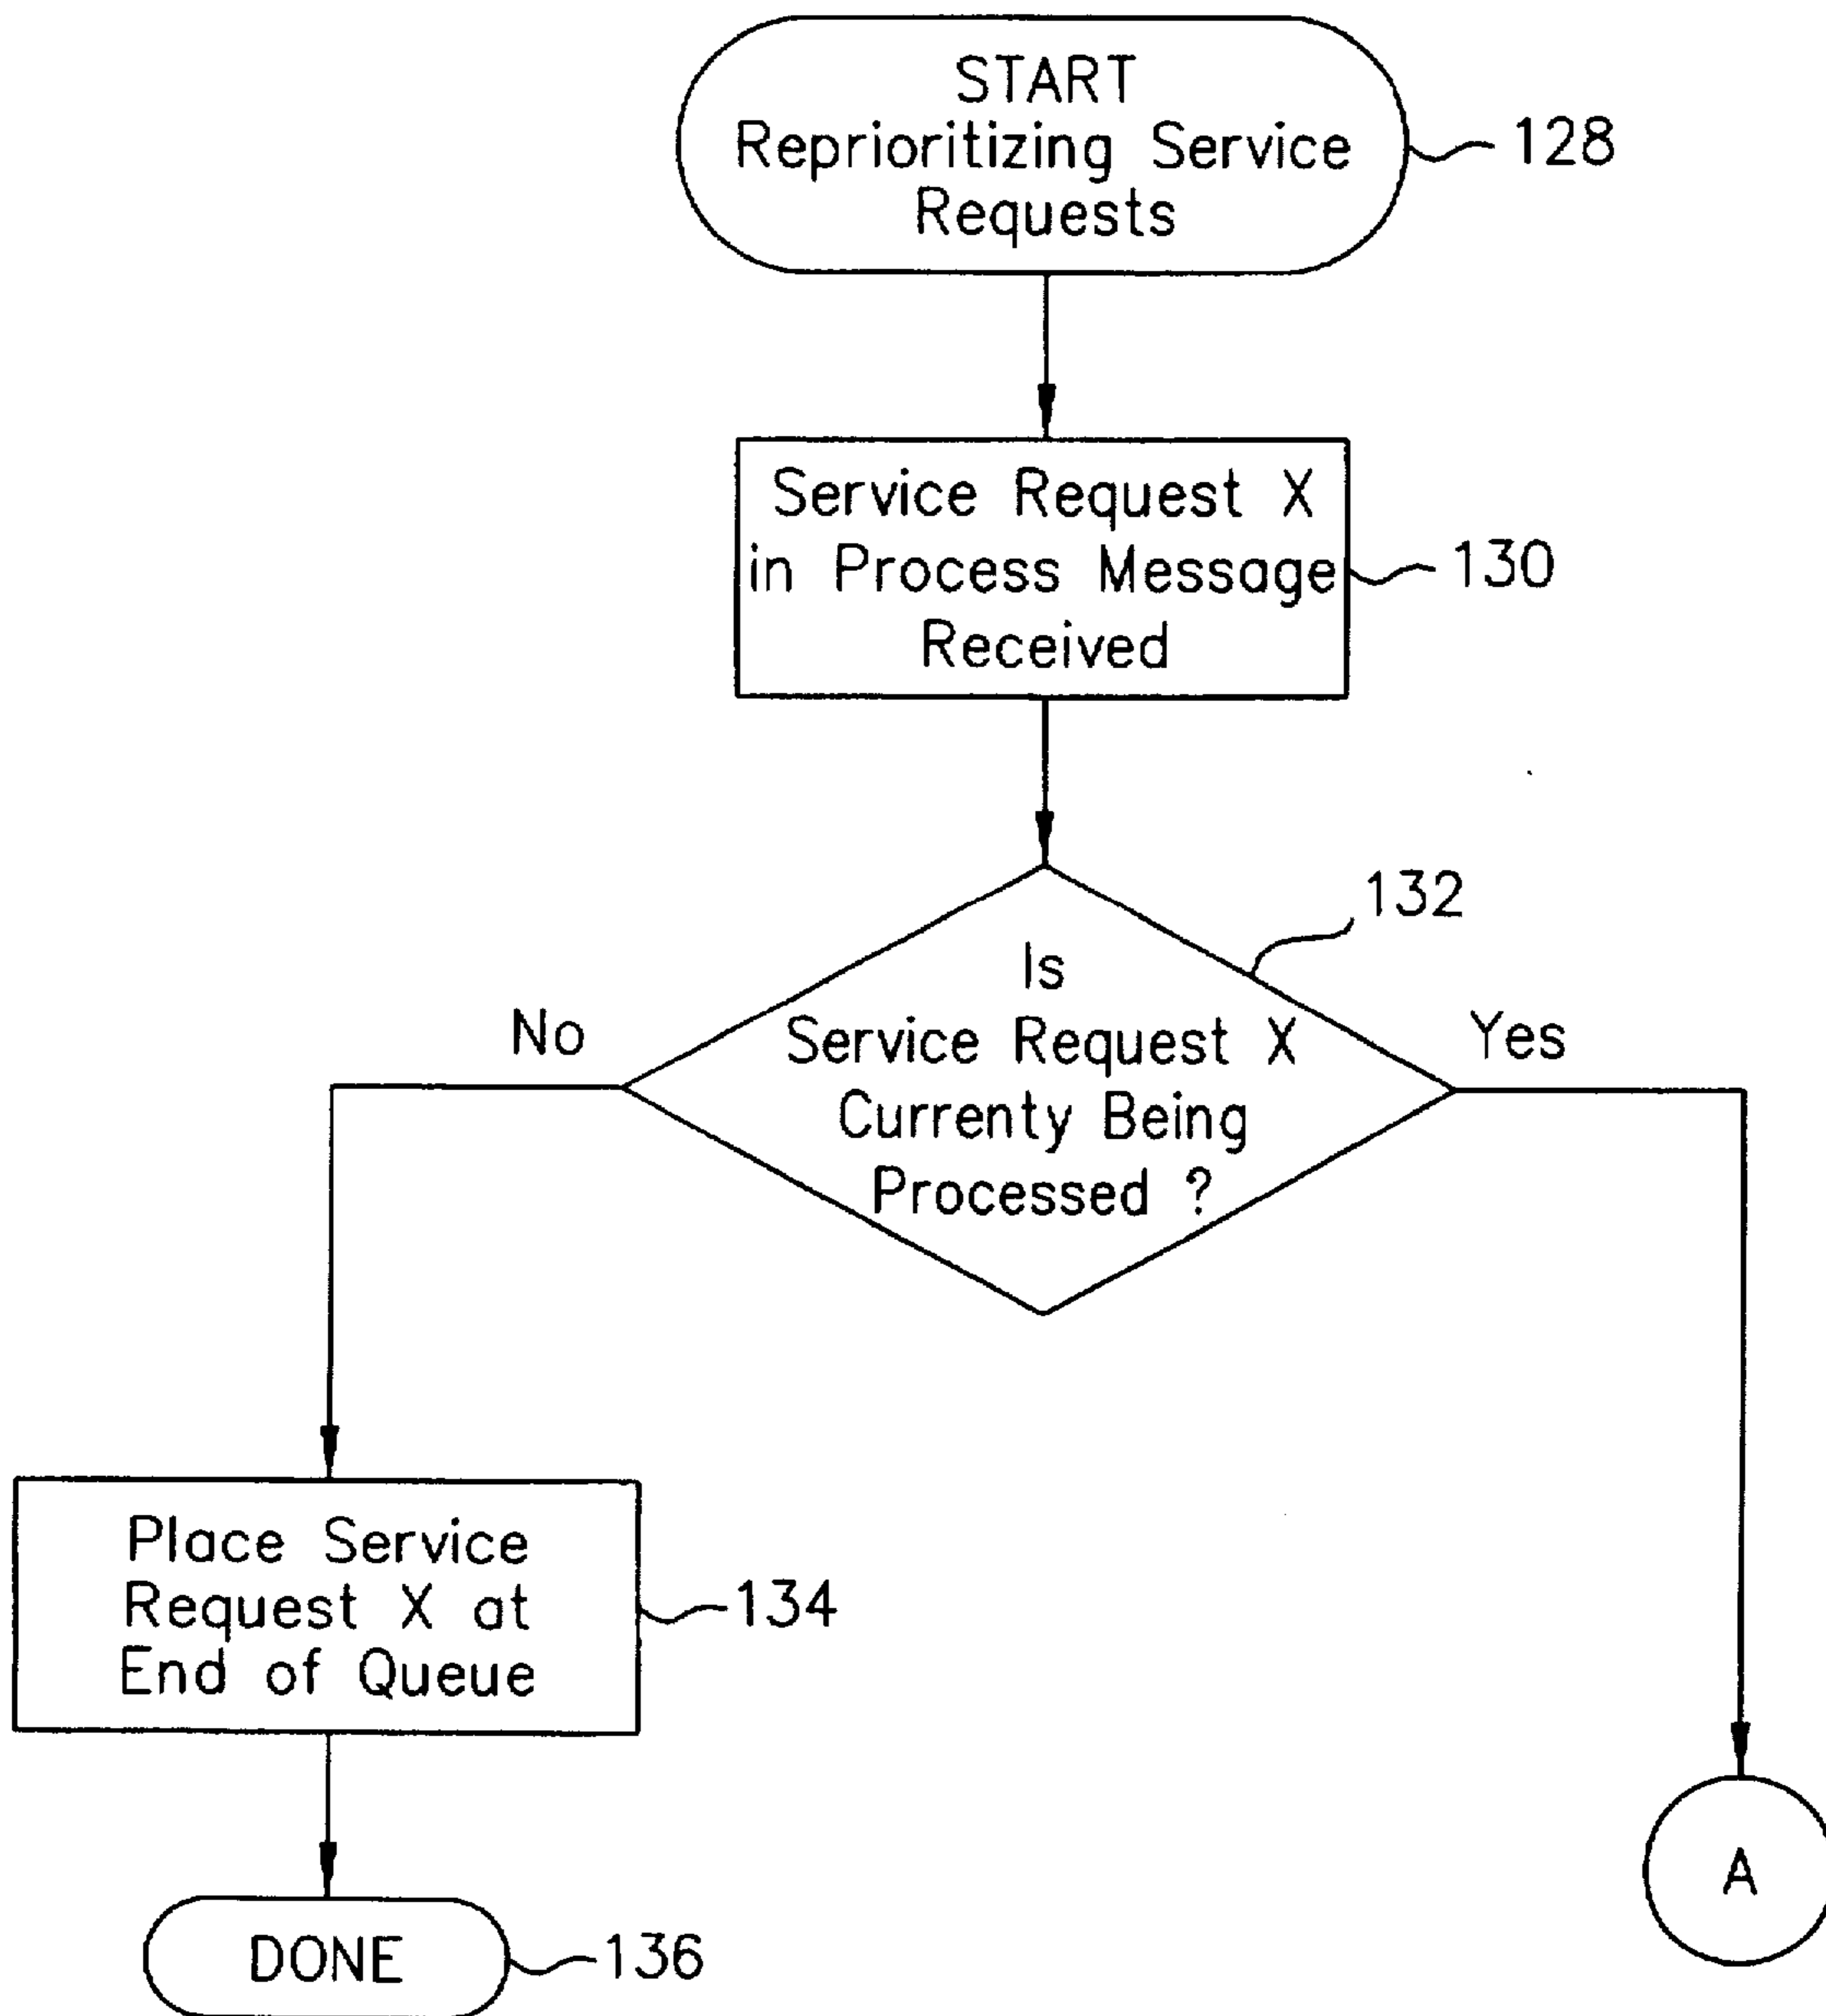 START
Reprioritizing Service
Requests
128
Service Request X
in Process Message
Received
130
132
Is
Service Request X
Currenty Being
Processed ?
No
Yes
Place Service
Request X at
End of Queue
134
DONE
136
A